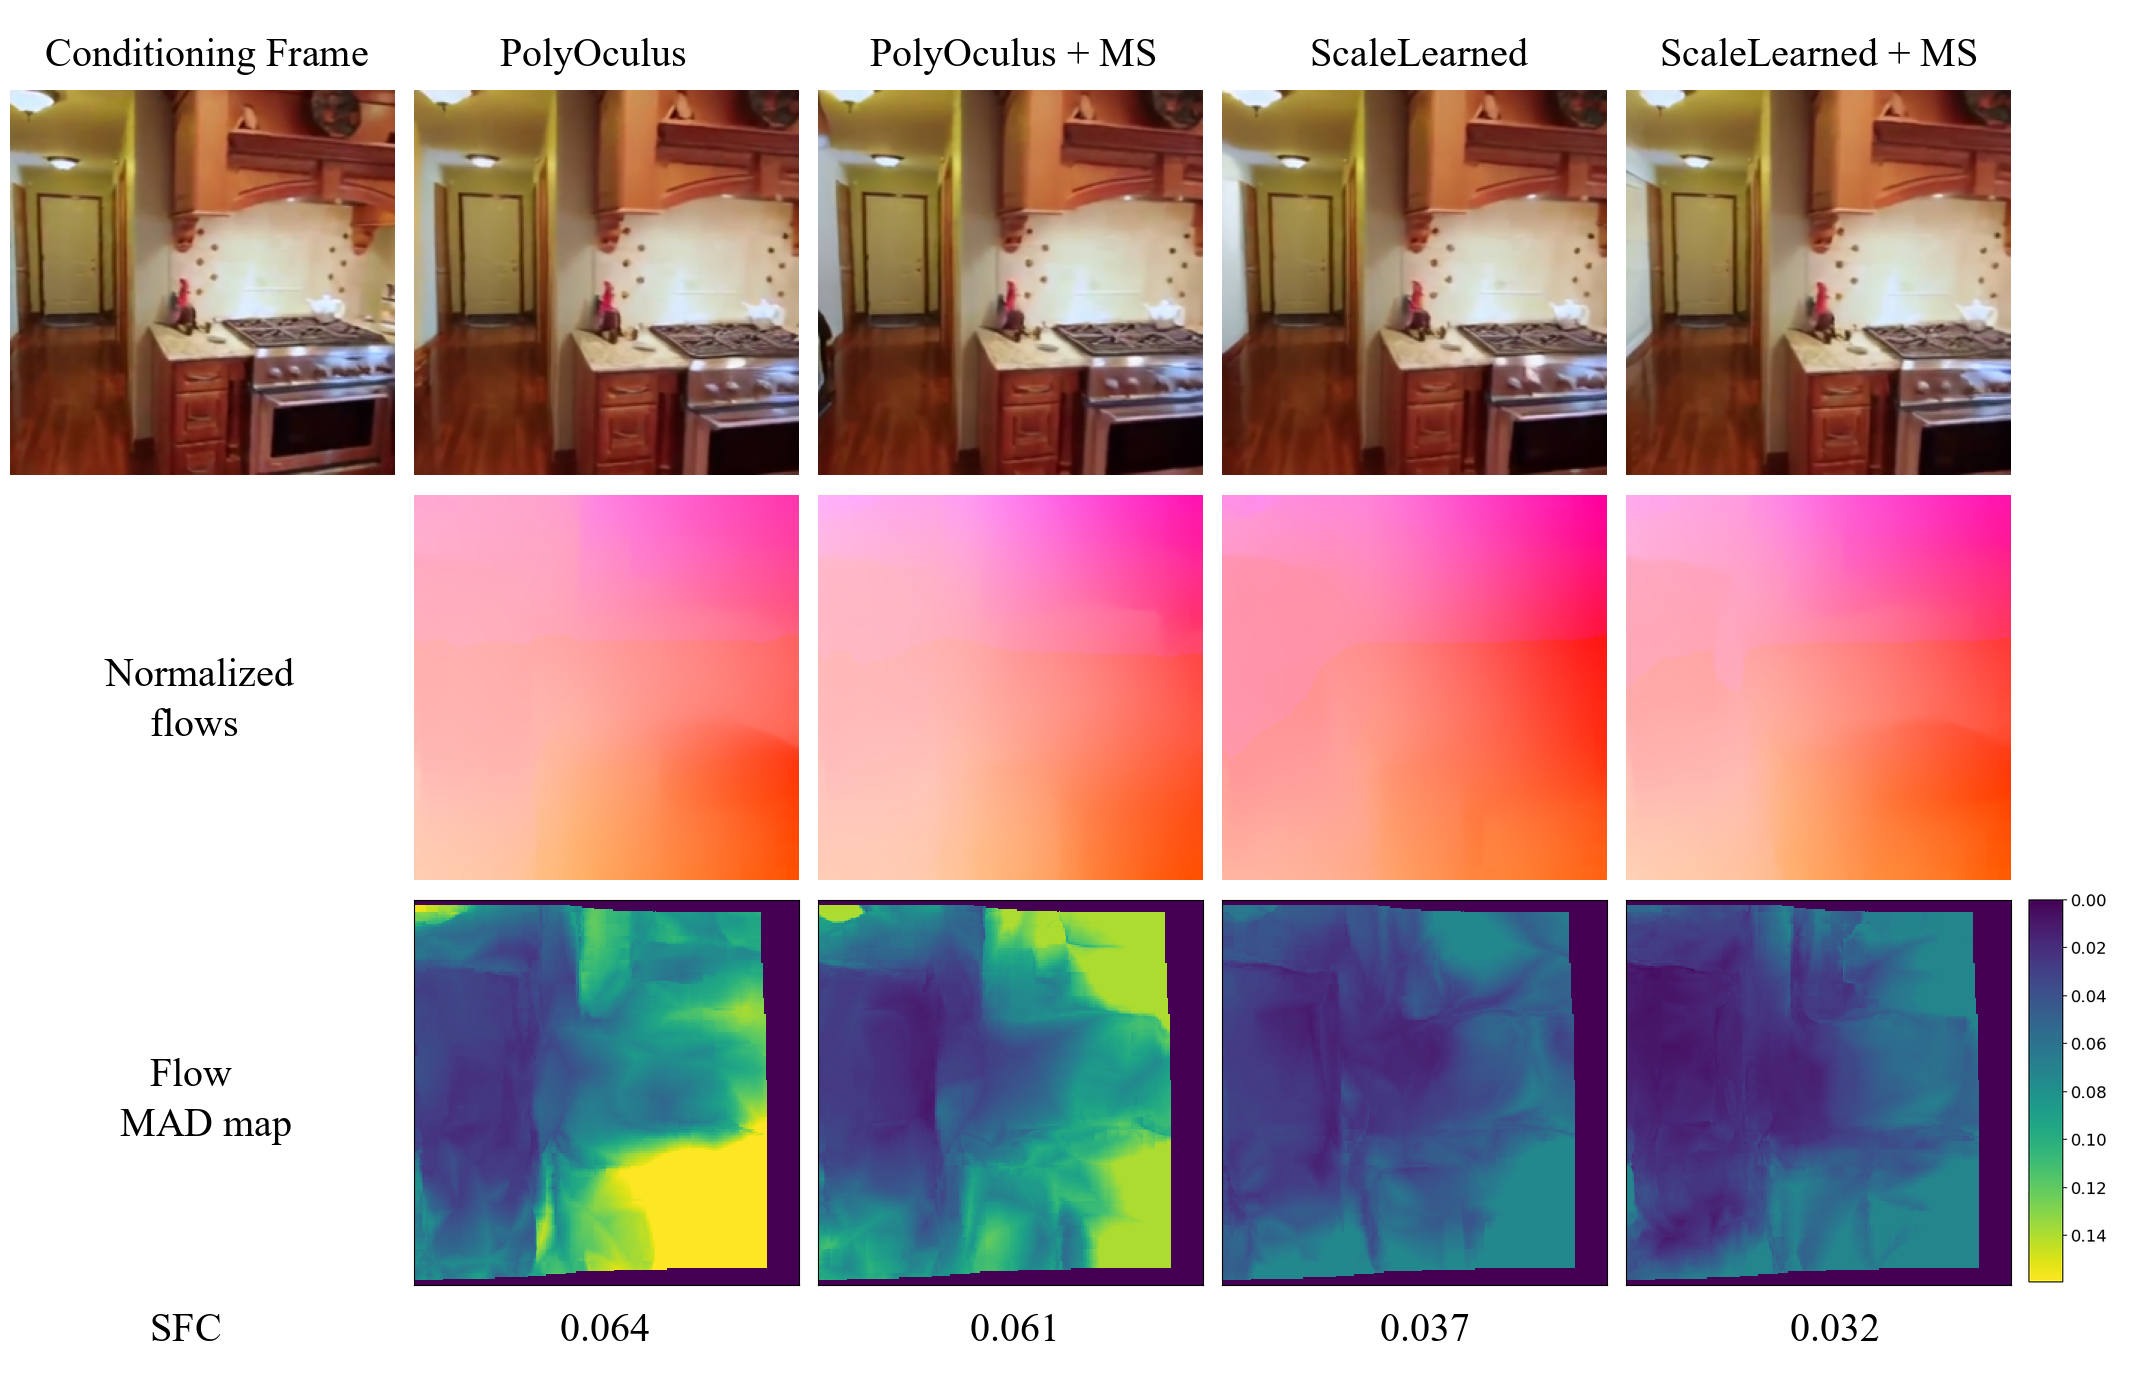 Conditioning Frame
PolyOculus
PolyOculus + MS
ScaleLearned
ScaleLearned + MS
Normalized
flows
Flow
MAD map
0.00
0.02
0.04
0.06
0.08
0.10
0.12
0.14
SFC
0.064
0.061
0.037
0.032